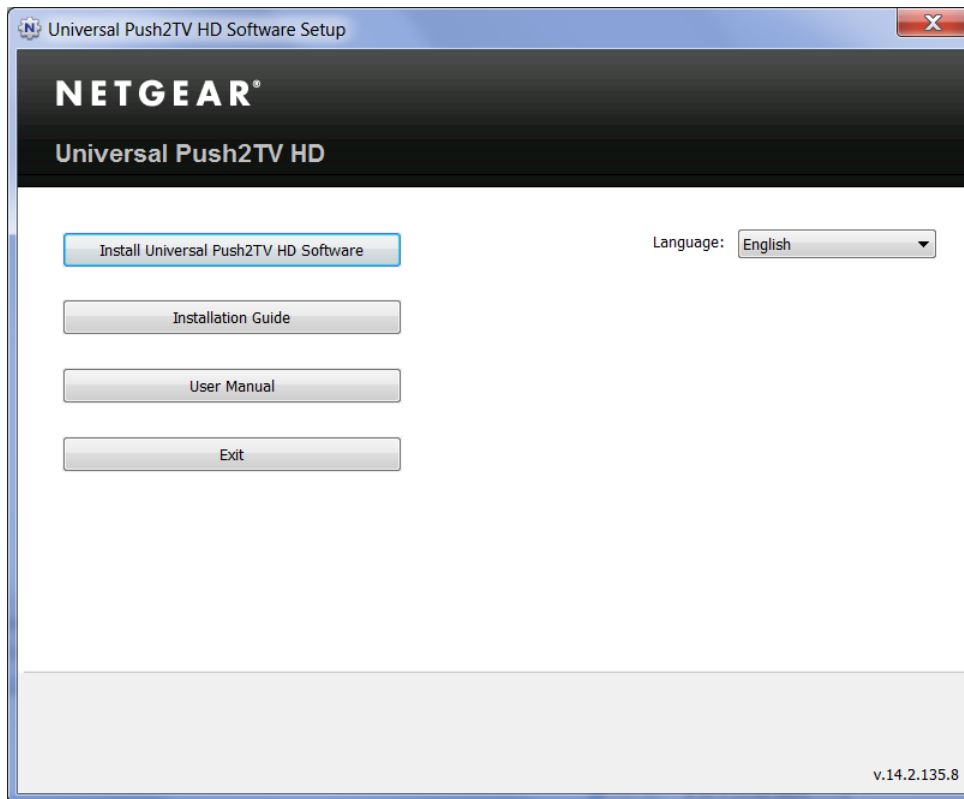 Universal Push2TV HD Software Setup
NETGEAR®
Universal Push2TV HD
Install Universal Push2TV HD Software
Language: English
Installation Guide
User Manual
Exit
v.14.2.135.8